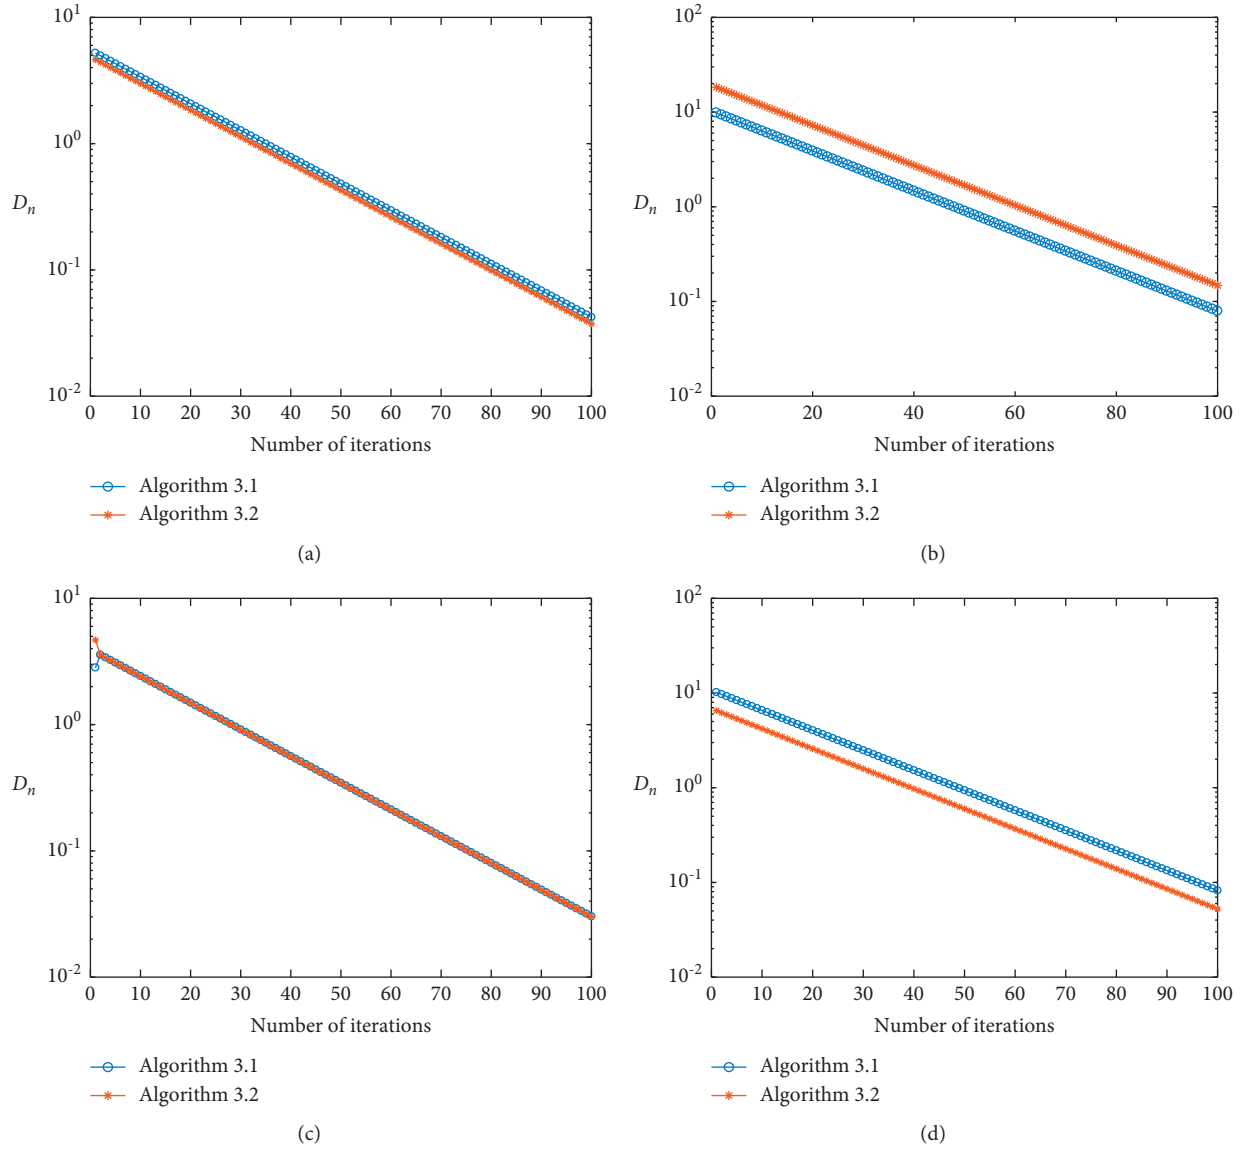 10^1
10^0
10^-1
10^-2
D_n
0 10 20 30 40 50 60 70 80 90 100
Number of iterations
Algorithm 3.1
Algorithm 3.2
(a)
10^2
10^1
10^0
10^-1
10^-2
D_n
0 20 40 60 80 100
Number of iterations
Algorithm 3.1
Algorithm 3.2
(b)
10^1
10^0
10^-1
10^-2
D_n
0 10 20 30 40 50 60 70 80 90 100
Number of iterations
Algorithm 3.1
Algorithm 3.2
(c)
10^2
10^1
10^0
10^-1
10^-2
D_n
0 10 20 30 40 50 60 70 80 90 100
Number of iterations
Algorithm 3.1
Algorithm 3.2
(d)